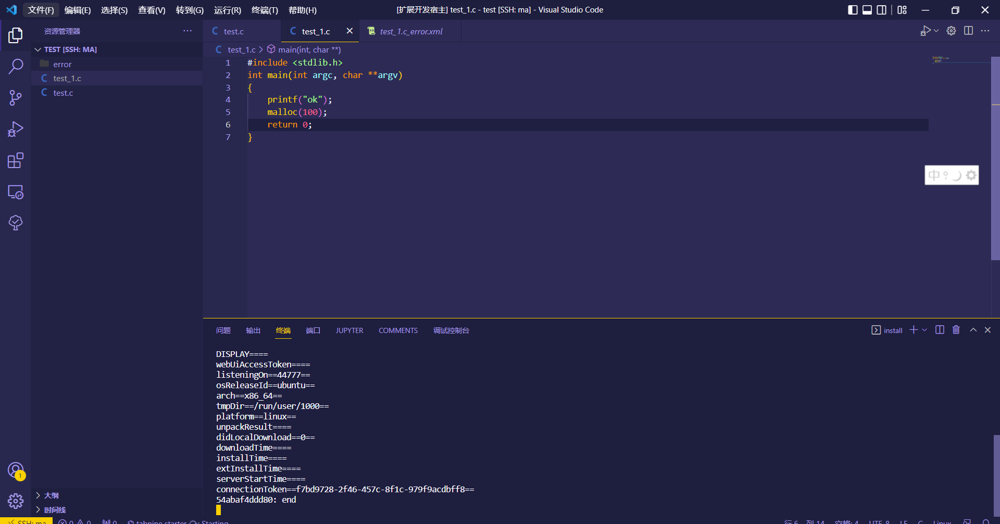 文件(F) 编辑(E) 选择(S) 查看(V) 转到(G) 运行(R) 终端(T) 帮助(H) [扩展开发宿主] test_1.c - test [SSH: ma] - Visual Studio Code
资源管理器
TEST [SSH: MA]
error
test_1.c
test.c
test.c test_1.c test_1.c_error.xml
test_1.c > main(int, char **)
1 #include <stdlib.h>
2 int main(int argc, char **argv)
3 {
4 printf("ok");
5 malloc(100);
6 return 0;
7 }
中
问题 输出 终端 端口 JUPYTER COMMENTS 调试控制台 install
DISPLAY====
webUiAccessToken====
listeningOn==44777==
osReleaseId==ubuntu==
arch==x86_64==
tmpDir==/run/user/1000==
platform==linux==
unpackResult====
didLocalDownload==0==
downloadTime====
installTime====
extInstallTime====
serverStartTime====
connectionToken==f7bd9728-2f46-457c-8f1c-979f9acdbff8==
54abaf4ddd80: end
1
大纲
时间线
SSH: ma 0 0 0 tabnine starter : Starting 行 6, 列 14 空格: 4 UTF-8 LF C Linux